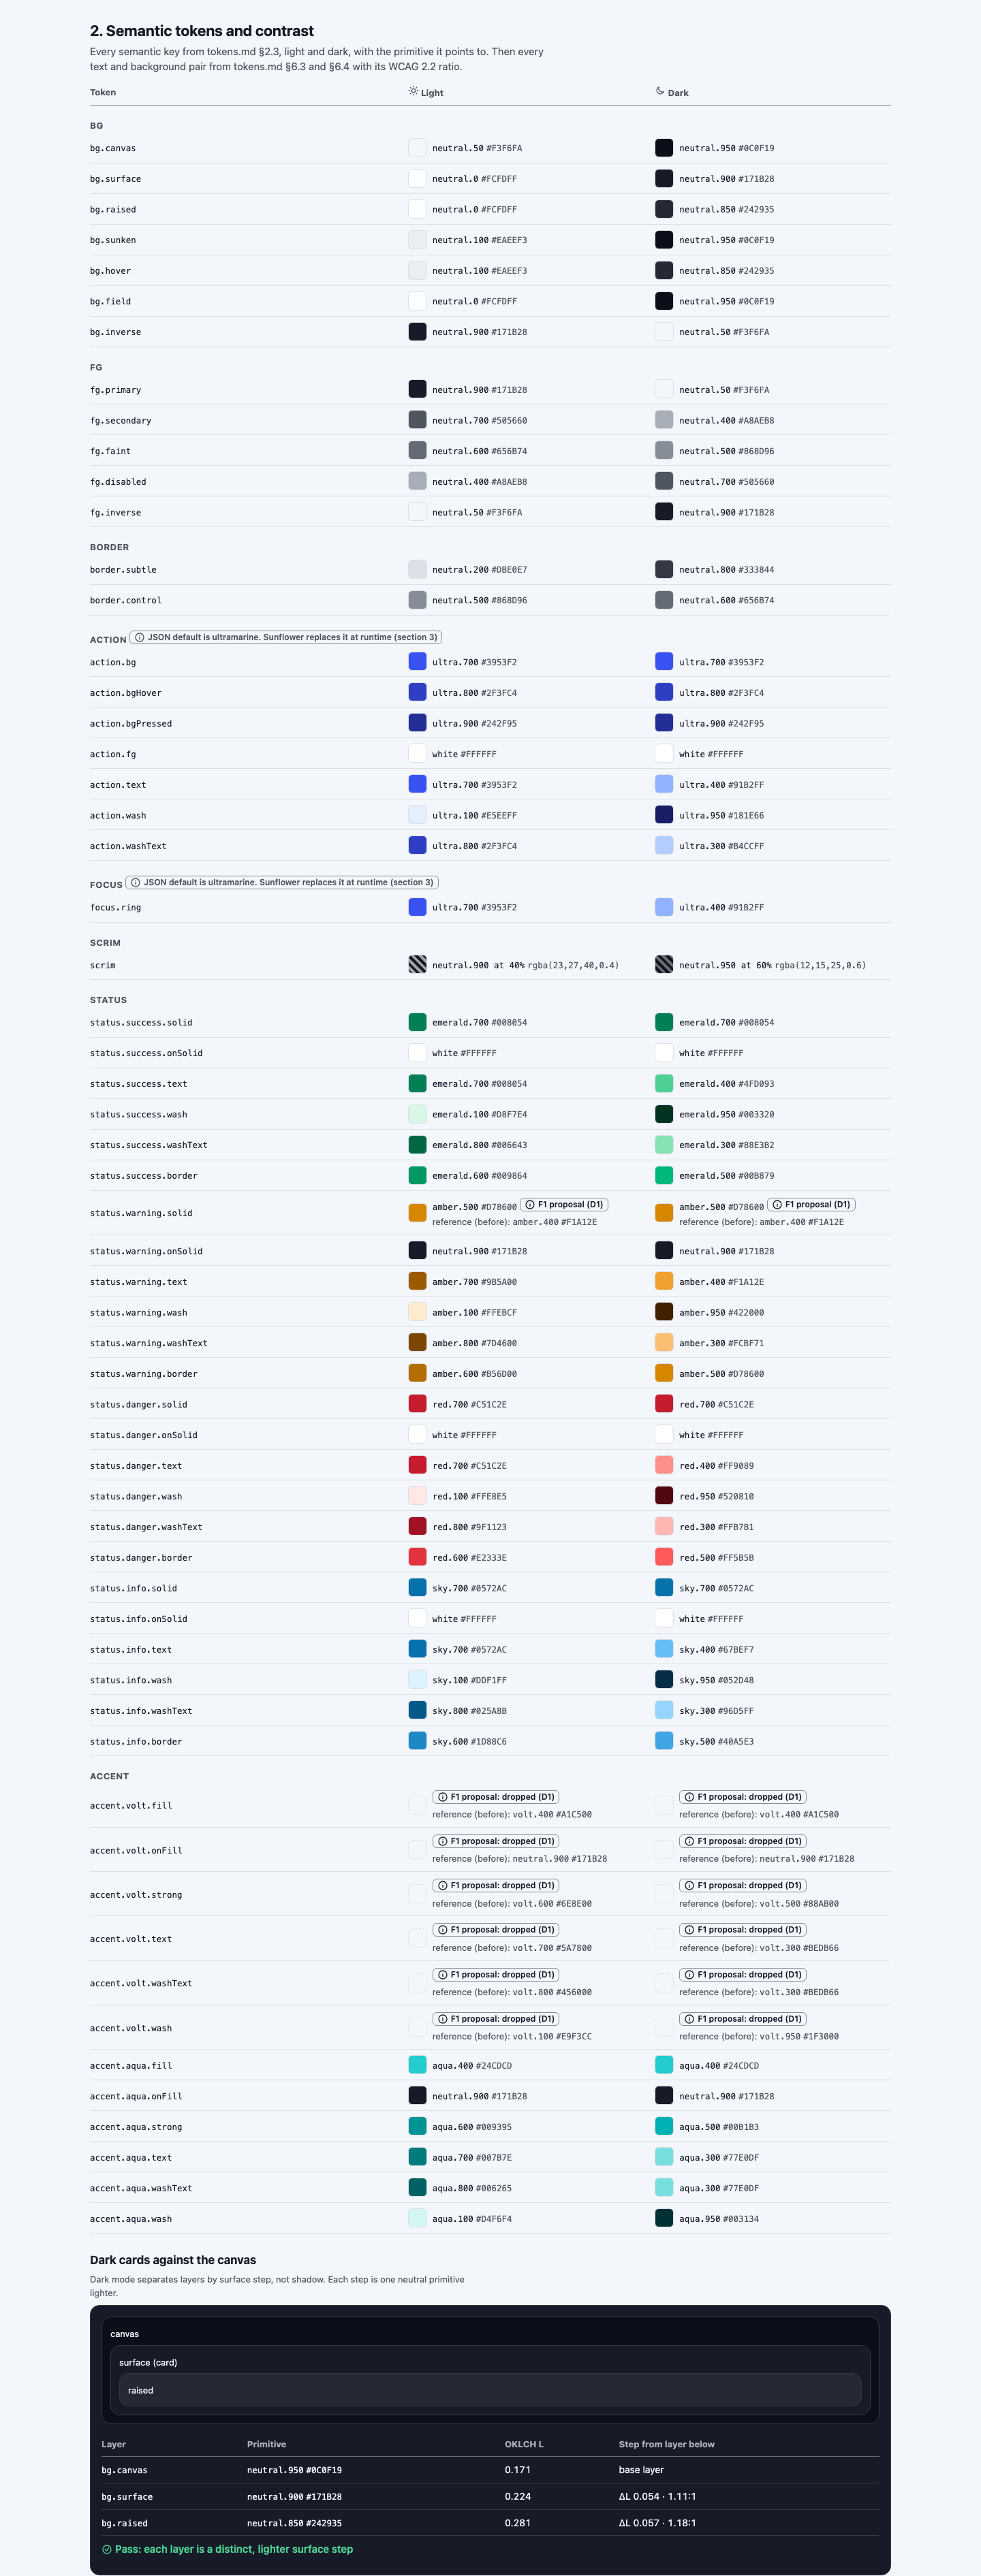 2. Semantic tokens and contrast
Every semantic key from tokens.md §2.3, light and dark, with the primitive it points to. Then every
text and background pair from tokens.md §6.3 and §6.4 with its WCAG 2.2 ratio.
Token Light Dark
BG
bg.canvas neutral.50 #F3F6FA neutral.950 #0C0F19
bg.surface neutral.0 #FCFDFF neutral.900 #171B28
bg.raised neutral.0 #FCFDFF neutral.850 #242935
bg.sunken neutral.100 #EAEEF3 neutral.950 #0C0F19
bg.hover neutral.100 #EAEEF3 neutral.850 #242935
bg.field neutral.0 #FCFDFF neutral.950 #0C0F19
bg.inverse neutral.900 #171B28 neutral.50 #F3F6FA
FG
fg.primary neutral.900 #171B28 neutral.50 #F3F6FA
fg.secondary neutral.700 #505660 neutral.400 #A8AEB8
fg.faint neutral.600 #656B74 neutral.500 #868D96
fg.disabled neutral.400 #A8AEB8 neutral.700 #505660
fg.inverse neutral.50 #F3F6FA neutral.900 #171B28
BORDER
border.subtle neutral.200 #DBE0E7 neutral.800 #333844
border.control neutral.500 #868D96 neutral.600 #656B74
ACTION JSON default is ultramarine. Sunflower replaces it at runtime (section 3)
action.bg ultra.700 #3953F2 ultra.700 #3953F2
action.bgHover ultra.800 #2F3FC4 ultra.800 #2F3FC4
action.bgPressed ultra.900 #242F95 ultra.900 #242F95
action.fg white #FFFFFF white #FFFFFF
action.text ultra.700 #3953F2 ultra.400 #91B2FF
action.wash ultra.100 #E5EEFF ultra.950 #181E66
action.washText ultra.800 #2F3FC4 ultra.300 #B4CCFF
FOCUS JSON default is ultramarine. Sunflower replaces it at runtime (section 3)
focus.ring ultra.700 #3953F2 ultra.400 #91B2FF
SCRIM
scrim neutral.900 at 40% rgba(23,27,40,0.4) neutral.950 at 60% rgba(12,15,25,0.6)
STATUS
status.success.solid emerald.700 #008054 emerald.700 #008054
status.success.onSolid white #FFFFFF white #FFFFFF
status.success.text emerald.700 #008054 emerald.400 #4FD093
status.success.wash emerald.100 #D8F7E4 emerald.950 #003320
status.success.washText emerald.800 #006643 emerald.300 #88E3B2
status.success.border emerald.600 #009864 emerald.500 #00B879
status.warning.solid amber.500 #D78600 F1 proposal (D1) amber.500 #D78600 F1 proposal (D1)
reference (before): amber.400 #F1A12E reference (before): amber.400 #F1A12E
status.warning.onSolid neutral.900 #171B28 neutral.900 #171B28
status.warning.text amber.700 #9B5A00 amber.400 #F1A12E
status.warning.wash amber.100 #FFEBCF amber.950 #422000
status.warning.washText amber.800 #7D4600 amber.300 #FCBF71
status.warning.border amber.600 #B56D00 amber.500 #D78600
status.danger.solid red.700 #C51C2E red.700 #C51C2E
status.danger.onSolid white #FFFFFF white #FFFFFF
status.danger.text red.700 #C51C2E red.400 #FF9089
status.danger.wash red.100 #FFE8E5 red.950 #520810
status.danger.washText red.800 #9F1123 red.300 #FFB7B1
status.danger.border red.600 #E2333E red.500 #FF5B5B
status.info.solid sky.700 #0572AC sky.700 #0572AC
status.info.onSolid white #FFFFFF white #FFFFFF
status.info.text sky.700 #0572AC sky.400 #67BEF7
status.info.wash sky.100 #DDF1FF sky.950 #052D48
status.info.washText sky.800 #025A8B sky.300 #96D5FF
status.info.border sky.600 #1D88C6 sky.500 #40A5E3
ACCENT
accent.volt.fill F1 proposal: dropped (D1) F1 proposal: dropped (D1)
reference (before): volt.400 #A1C500 reference (before): volt.400 #A1C500
accent.volt.onFill F1 proposal: dropped (D1) F1 proposal: dropped (D1)
reference (before): neutral.900 #171B28 reference (before): neutral.900 #171B28
accent.volt.strong F1 proposal: dropped (D1) F1 proposal: dropped (D1)
reference (before): volt.600 #6E8E00 reference (before): volt.500 #88AB00
accent.volt.text F1 proposal: dropped (D1) F1 proposal: dropped (D1)
reference (before): volt.700 #5A7800 reference (before): volt.300 #BEDB66
accent.volt.washText F1 proposal: dropped (D1) F1 proposal: dropped (D1)
reference (before): volt.800 #456000 reference (before): volt.300 #BEDB66
accent.volt.wash F1 proposal: dropped (D1) F1 proposal: dropped (D1)
reference (before): volt.100 #E9F3CC reference (before): volt.950 #1F3000
accent.aqua.fill aqua.400 #24CDCD aqua.400 #24CDCD
accent.aqua.onFill neutral.900 #171B28 neutral.900 #171B28
accent.aqua.strong aqua.600 #009395 aqua.500 #00B1B3
accent.aqua.text aqua.700 #007B7E aqua.300 #77E0DF
accent.aqua.washText aqua.800 #006265 aqua.300 #77E0DF
accent.aqua.wash aqua.100 #D4F6F4 aqua.950 #003134
Dark cards against the canvas
Dark mode separates layers by surface step, not shadow. Each step is one neutral primitive
lighter.
canvas
surface (card)
raised
Layer Primitive OKLCH L Step from layer below
bg.canvas neutral.950 #0C0F19 0.171 base layer
bg.surface neutral.900 #171B28 0.224 ΔL 0.054 · 1.11:1
bg.raised neutral.850 #242935 0.281 ΔL 0.057 · 1.18:1
Pass: each layer is a distinct, lighter surface step